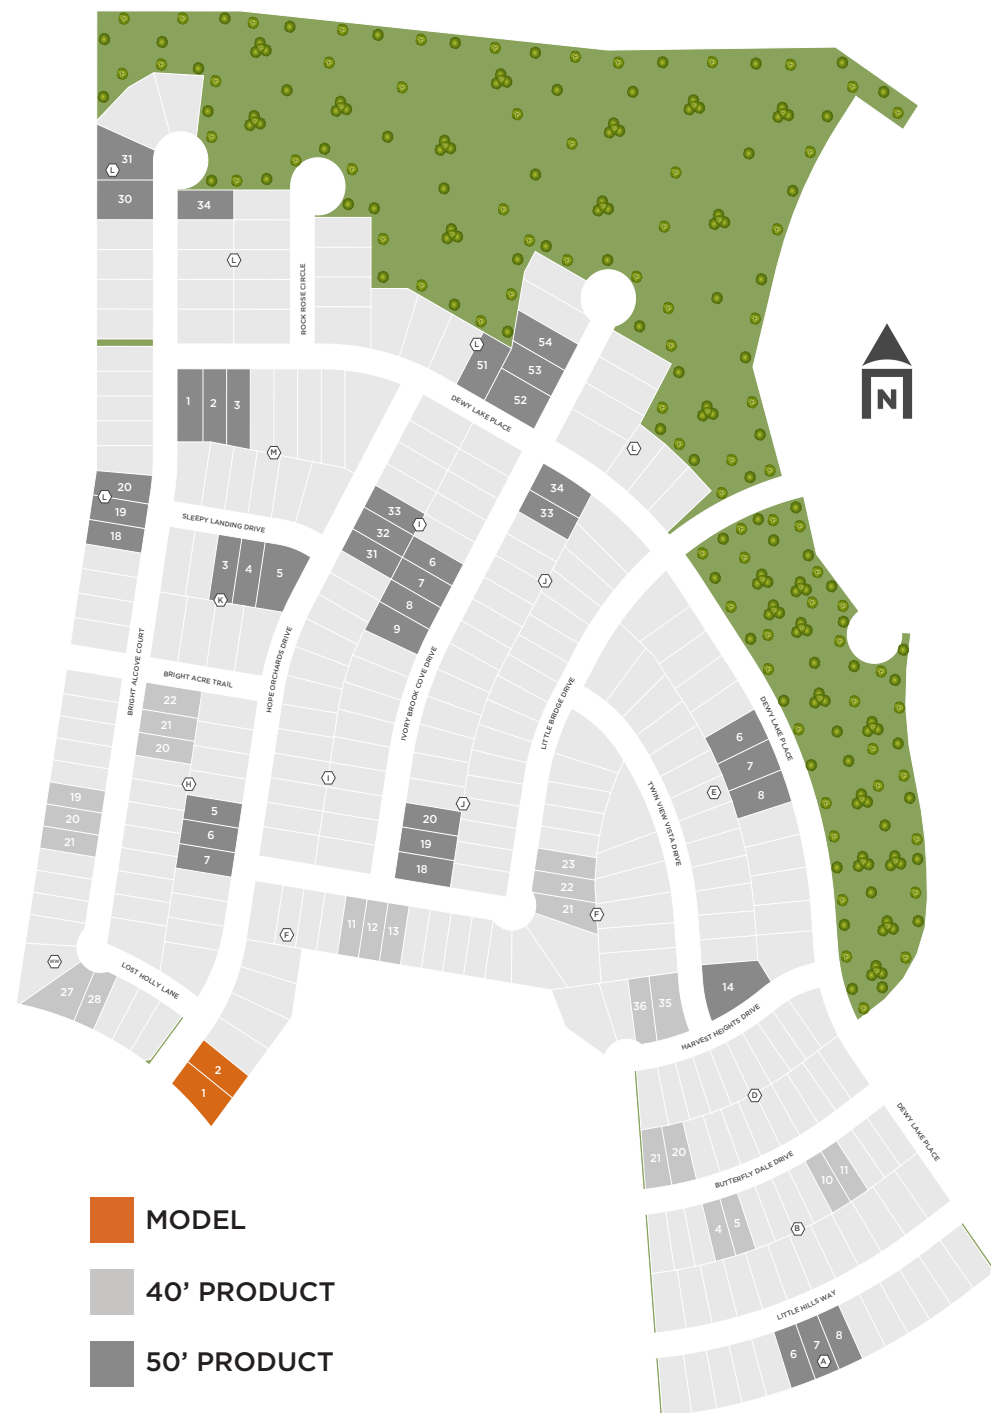 31
L
30
34
L
ROCK ROSE CIRCLE
54
L
51
53
52
1
2
3
DEWY LAKE PLACE
M
L
20
L
19
18
34
33
33
I
32
31
SLEEPY LANDING DRIVE
3
4
5
K
6
7
8
9
J
BRIGHT ALCOVE COURT
HOPE ORCHARDS DRIVE
IVORY BROOK COVE DRIVE
LITTLE BRIDGE DRIVE
BRIGHT ACRE TRAIL
22
21
20
DEWY LAKE PLACE
6
7
8
E
H
I
J
TWIN VIEW VISTA DRIVE
19
20
21
5
6
7
20
19
18
23
22
21
F
F
11
12
13
WW
LOST HOLLY LANE
27
28
36
35
14
HARVEST HEIGHTS DRIVE
2
1
D
DEWY LAKE PLACE
21
20
BUTTERFLY DALE DRIVE
10
11
4
5
B
LITTLE HILLS WAY
6
7
8
A
N
MODEL
40’ PRODUCT
50’ PRODUCT